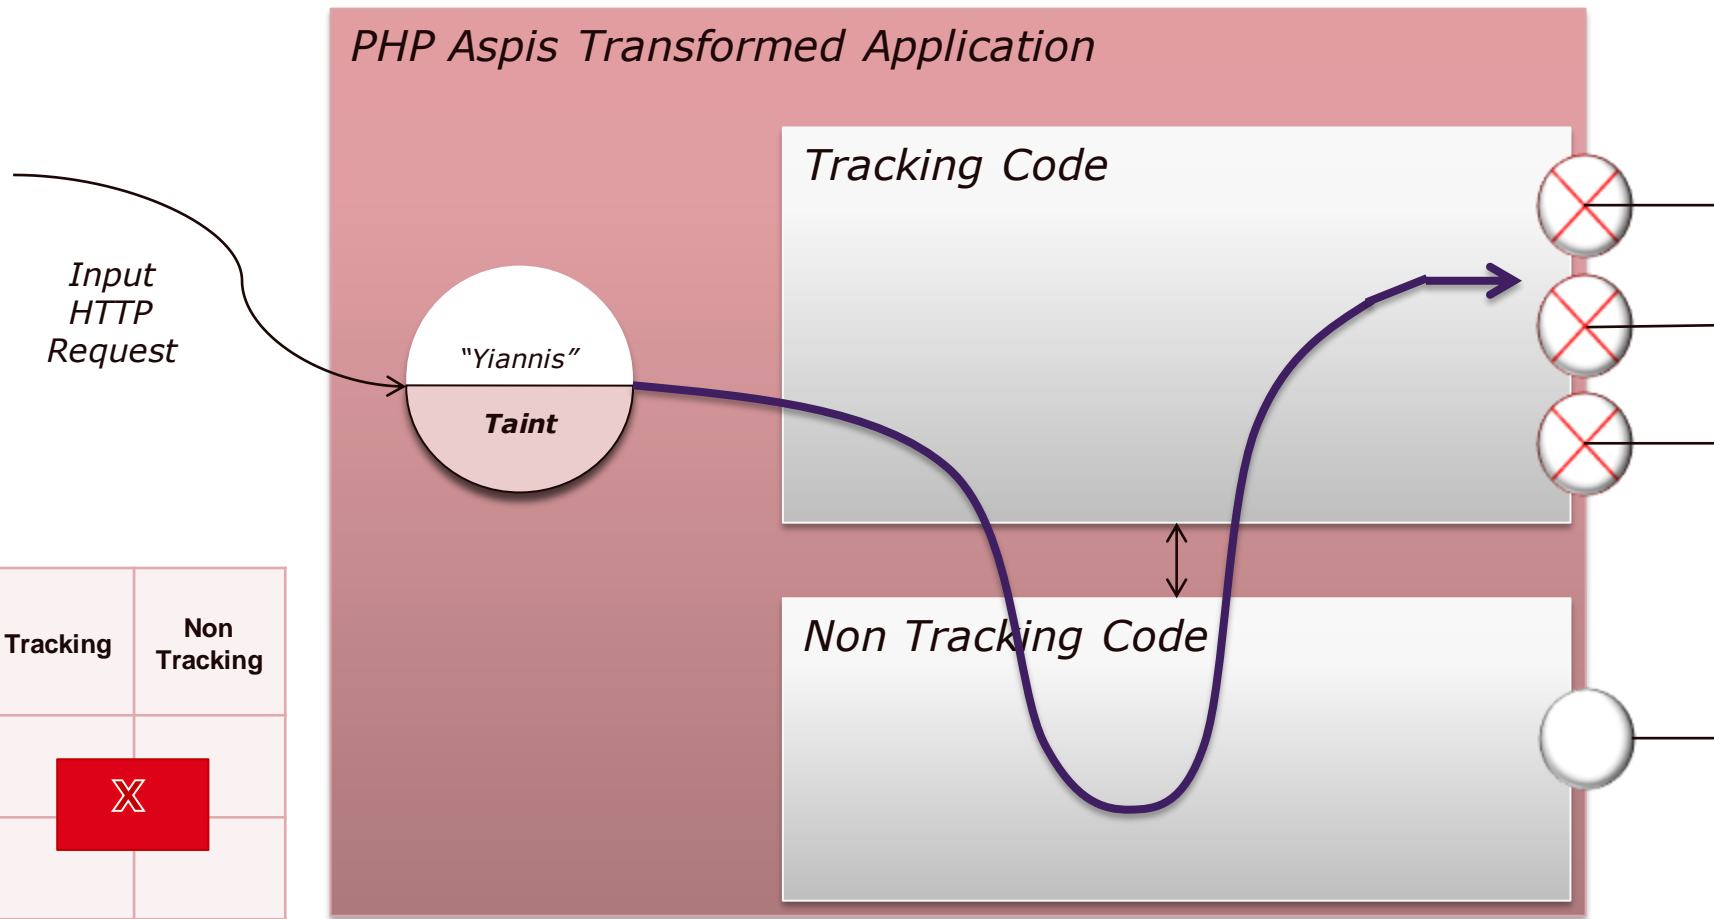 PHP Aspis Transformed Application
Tracking Code
Input
HTTP
Request
“Yiannis”
Taint
Non Tracking Code
Tracking
Non
Tracking
X